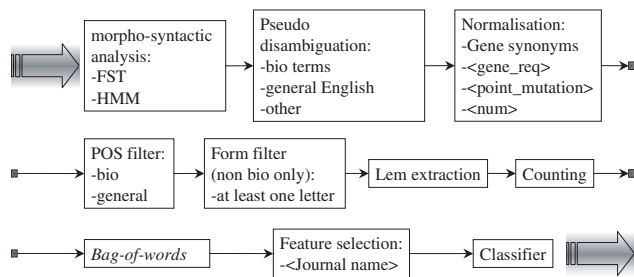 morpho-syntactic
analysis:
-FST
-HMM
Pseudo
disambiguation:
-bio terms
-general English
-other
Normalisation:
-Gene synonyms
-<gene_req>
-<point_mutation>
-<num>
POS filter:
-bio
-general
Form filter
(non bio only):
-at least one letter
Lem extraction
Counting
Bag-of-words
Feature selection:
-<Journal name>
Classifier